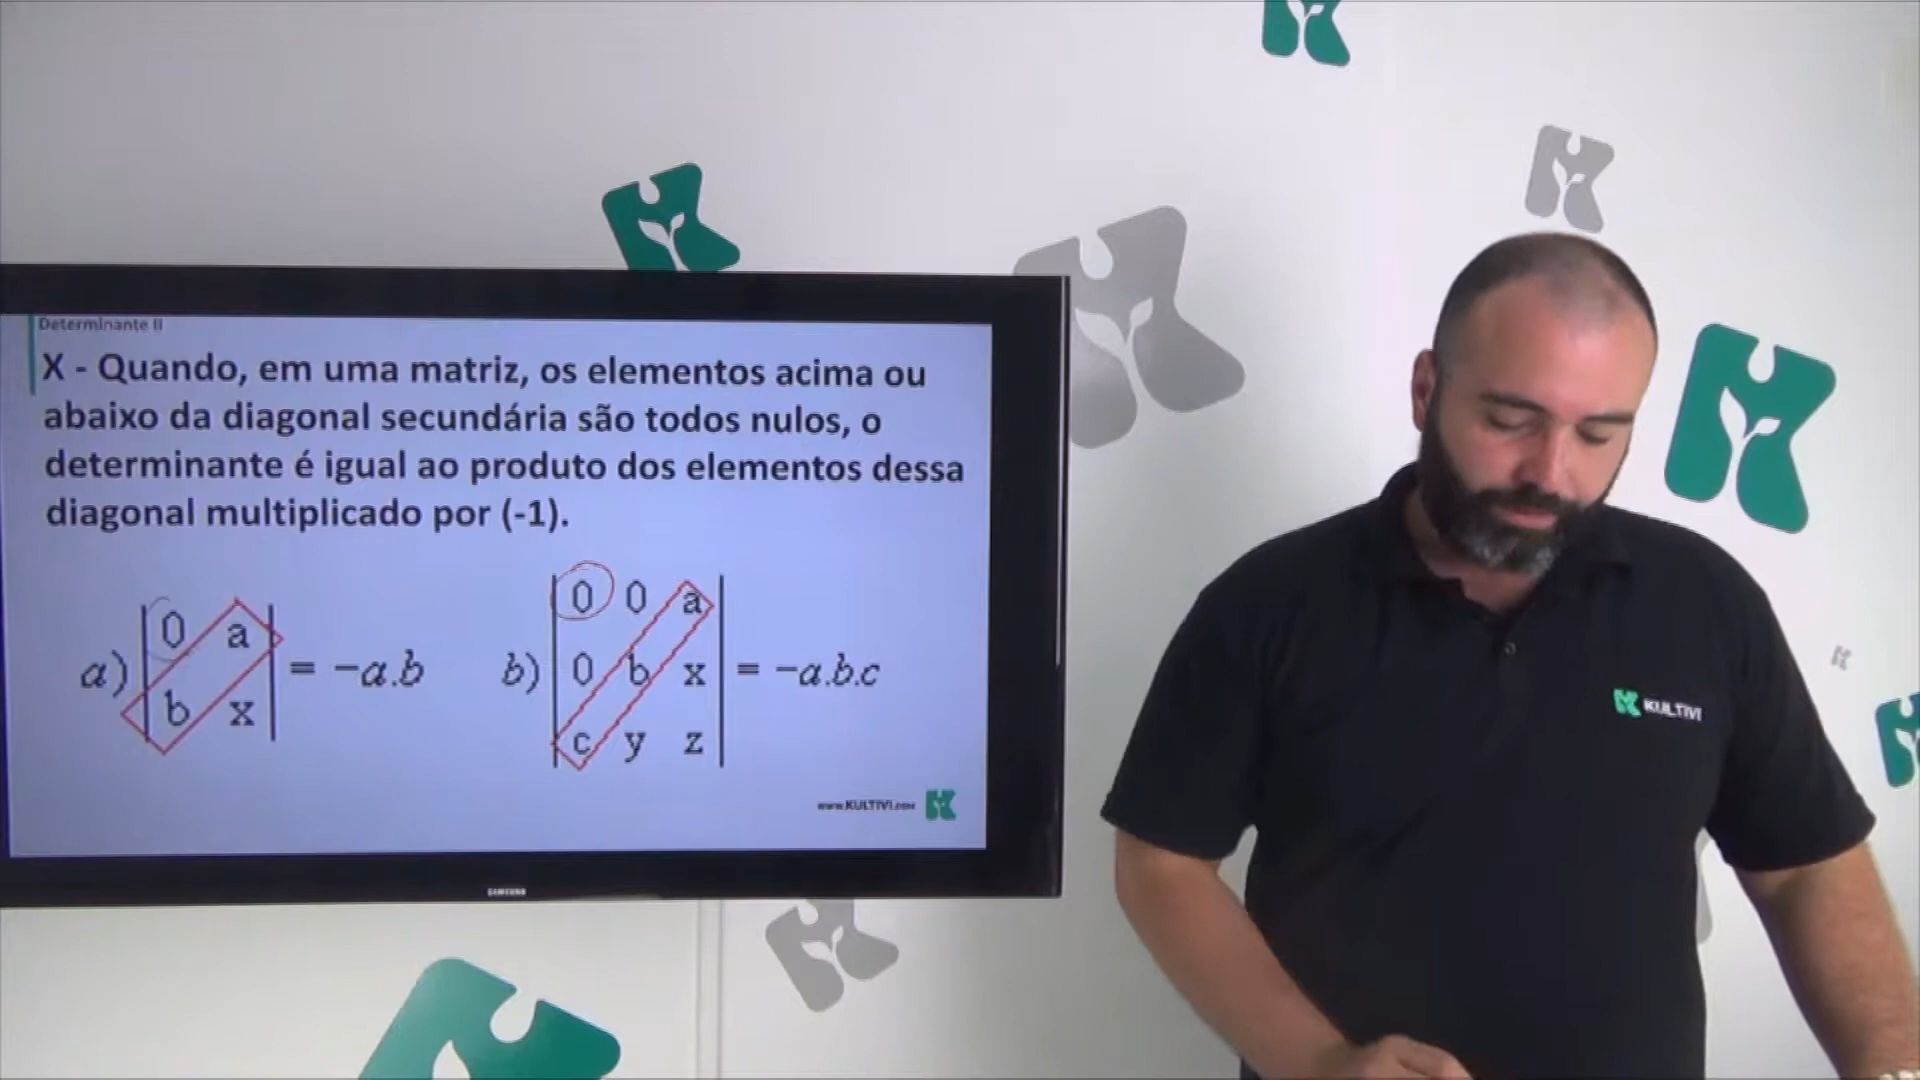 Determinante II
X - Quando, em uma matriz, os elementos acima ou
abaixo da diagonal secundária são todos nulos, o
determinante é igual ao produto dos elementos dessa
diagonal multiplicado por (-1).
a) |0 a| = -a.b
|b x|
b) |0 0 a|
|0 b x| = -a.b.c
|c y z|
www.KULTIVI.com
SAMSUNG
KULTIVI